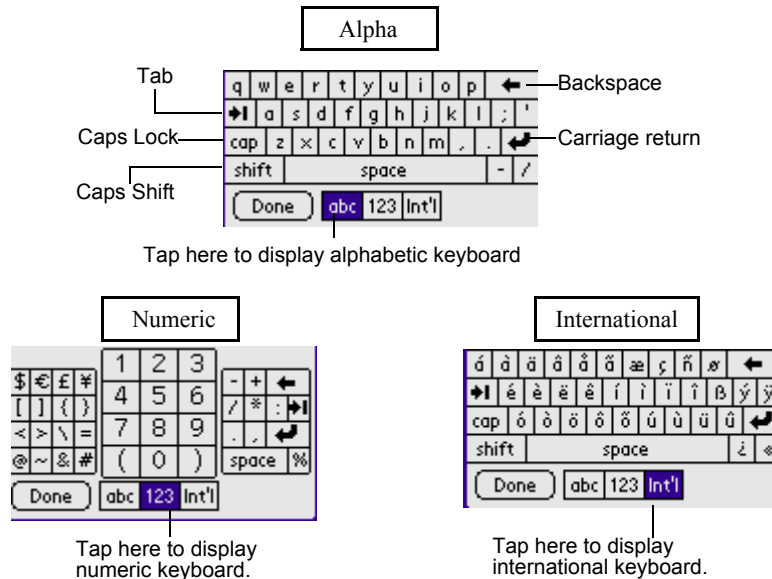 Alpha
Tab
Caps Lock
Caps Shift
q w e r t y u i o p
a s d f g h j k l ; '
cap z x c v b n m , .
shift space - /
Done abc 123 Int'l
Backspace
Carriage return
Tap here to display alphabetic keyboard
Numeric
1 2 3
$ € £ ¥ 4 5 6 - +
[ ] { } 7 8 9 / * :
< > \ = ( 0 ) . ,
@ ~ & # space %
Done abc 123 Int'l
Tap here to display
numeric keyboard.
International
á à ä â å ã æ ç ñ ø
é è ë ê í ì ï î ß ý ÿ
cap ó ò ö ô õ ú ù ü û
shift space ¿ «
Done abc 123 Int'l
Tap here to display
international keyboard.